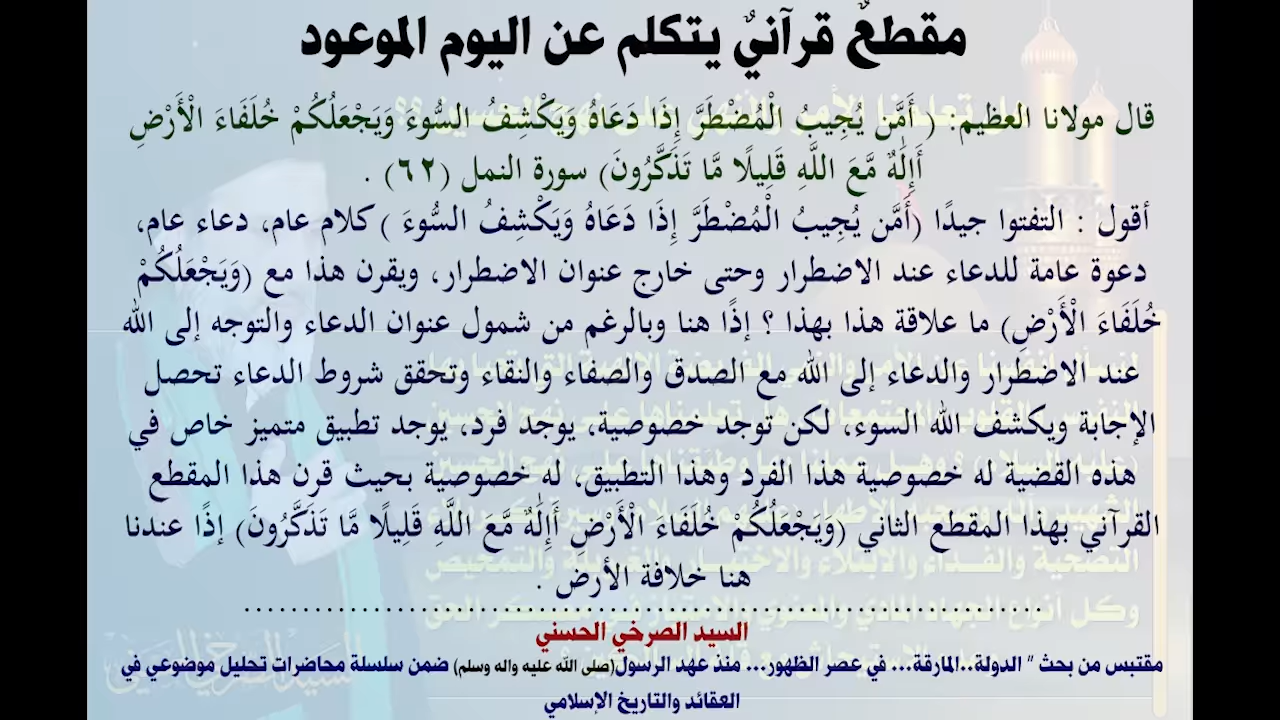 مقطعٌ قرآنيٌ يتكلم عن اليوم الموعود
قال مولانا العظيم: ( أَمَّن يُجِيبُ الْمُضْطَرَّ إِذَا دَعَاهُ وَيَكْشِفُ السُّوءَ وَيَجْعَلُكُمْ خُلَفَاءَ الْأَرْضِ
أَإِلَٰهٌ مَّعَ اللَّهِ قَلِيلًا مَّا تَذَكَّرُونَ) سورة النمل (٦٢) .
أقول : التفتوا جيدًا (أَمَّن يُجِيبُ الْمُضْطَرَّ إِذَا دَعَاهُ وَيَكْشِفُ السُّوءَ )كلام عام، دعاء عام،
دعوة عامة للدعاء عند الاضطرار وحتى خارج عنوان الاضطرار، ويقرن هذا مع (وَيَجْعَلُكُمْ
خُلَفَاءَ الْأَرْضِ) ما علاقة هذا بهذا ؟ إذًا هنا وبالرغم من شمول عنوان الدعاء والتوجه إلى الله
عند الاضطرار والدعاء إلى الله مع الصدق والصفاء والنقاء وتحقق شروط الدعاء تحصل
الإجابة ويكشف الله السوء، لكن توجد خصوصية، يوجد فرد، يوجد تطبيق متميز خاص في
هذه القضية له خصوصية هذا الفرد وهذا التطبيق، له خصوصية بحيث قرن هذا المقطع
القرآني بهذا المقطع الثاني (وَيَجْعَلُكُمْ خُلَفَاءَ الْأَرْضِ أَإِلَٰهٌ مَّعَ اللَّهِ قَلِيلًا مَّا تَذَكَّرُونَ) إذًا عندنا
هنا خلافة الأرض .
السيد الصرخي الحسني
مقتبس من بحث " الدولة..المارقة... في عصر الظهور... منذ عهد الرسول(صلى الله عليه واله وسلم) ضمن سلسلة محاضرات تحليل موضوعي في
العقائد والتاريخ الإسلامي